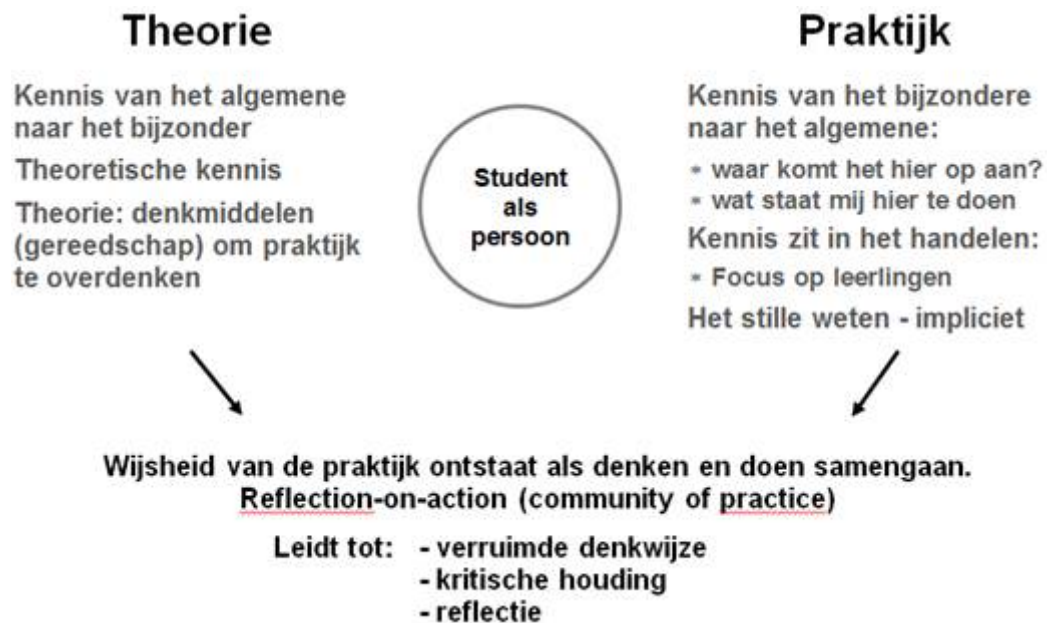 Theorie
Kennis van het algemene
naar het bijzonder
Theoretische kennis
Theorie: denkmiddelen
(gereedschap) om praktijk
te overdenken
Student
als
persoon
Praktijk
Kennis van het bijzondere
naar het algemene:
* waar komt het hier op aan?
* wat staat mij hier te doen
Kennis zit in het handelen:
* Focus op leerlingen
Het stille weten - impliciet
Wijsheid van de praktijk ontstaat als denken en doen samengaan.
Reflection-on-action (community of practice)
Leidt tot: - verruimde denkwijze
- kritische houding
- reflectie